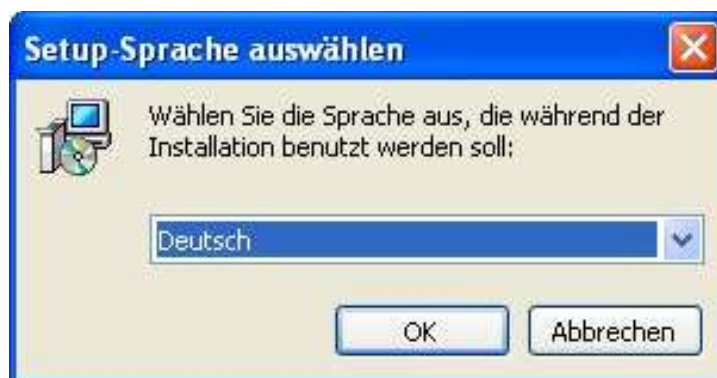 Setup-Sprache auswählen
Wählen Sie die Sprache aus, die während der
Installation benutzt werden soll:
Deutsch
OK
Abbrechen